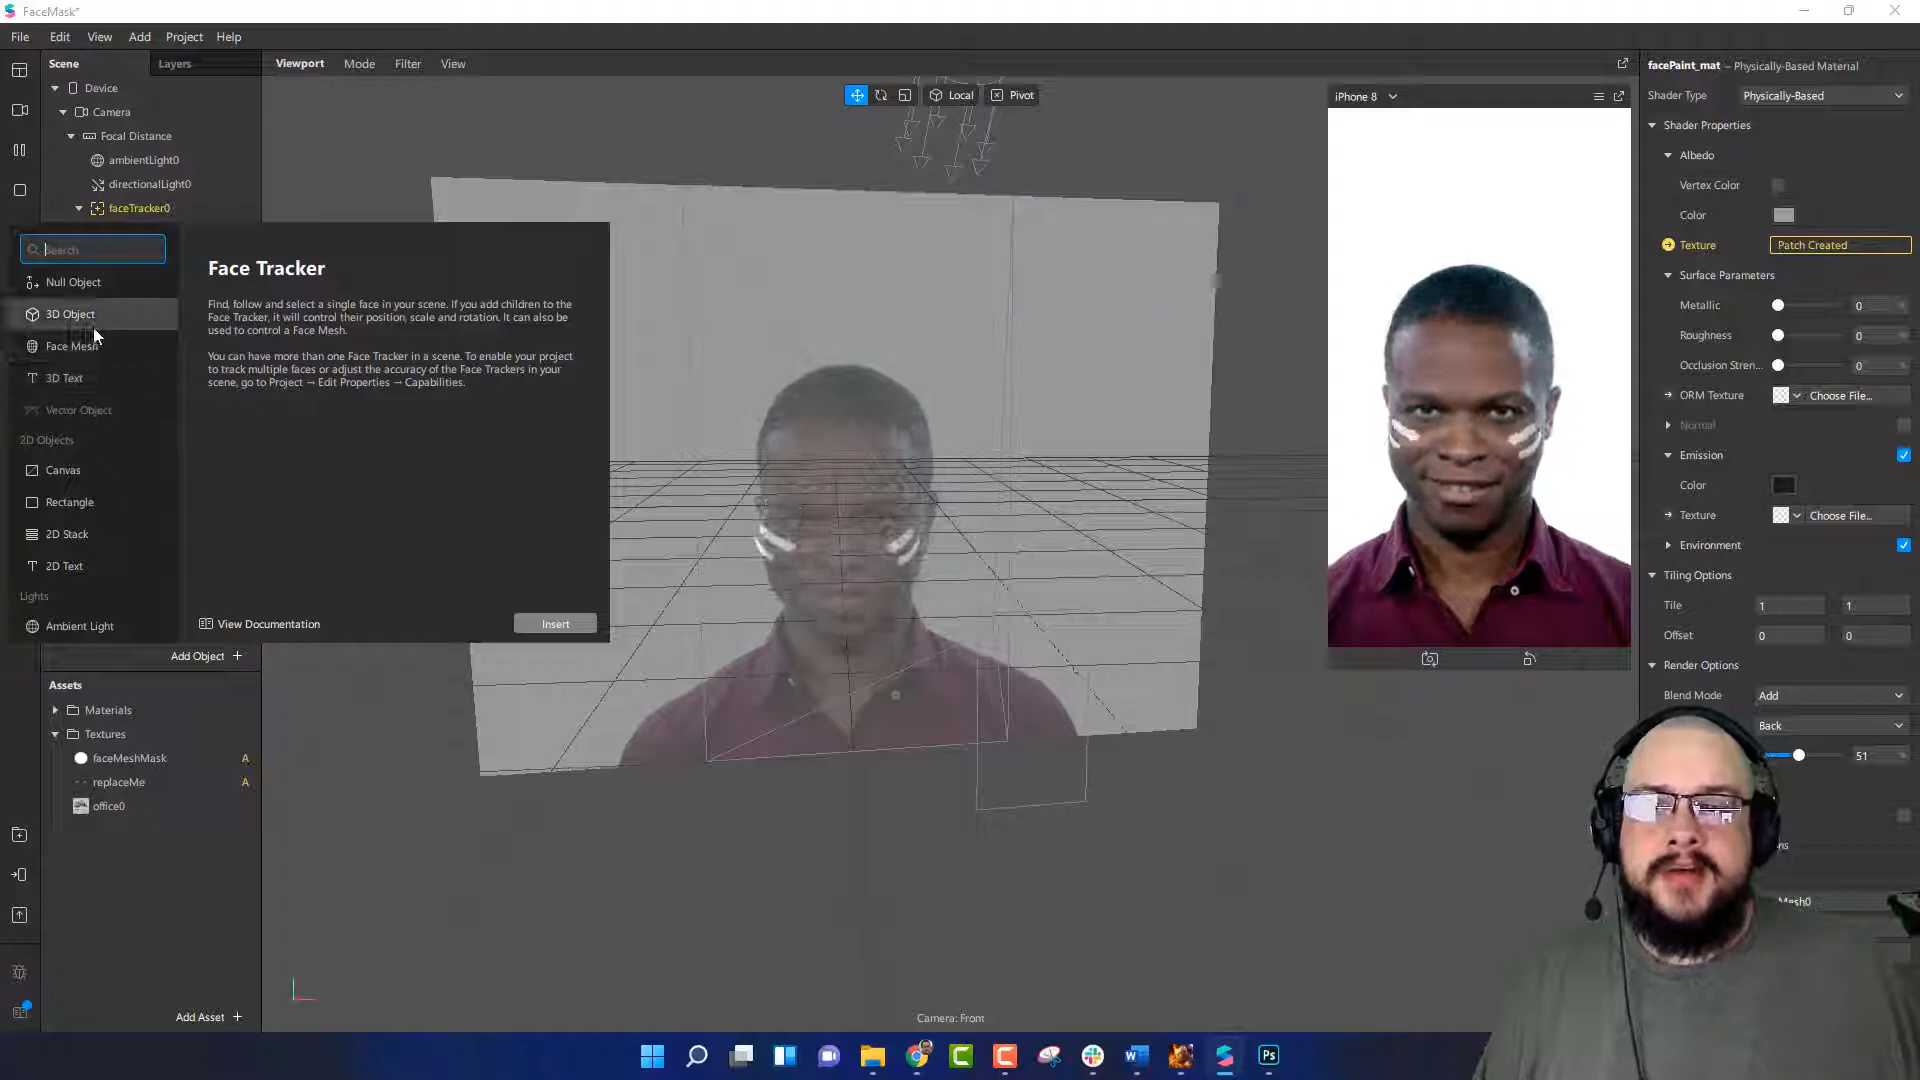 FaceMask*
File Edit View Add Project Help
Scene Layers
Viewport Mode Filter View
Device
Camera
Focal Distance
ambientLight0
directionalLight0
faceTracker0
Local Pivot
Search
Null Object
3D Object
Face Mesh
3D Text
Vector Object
2D Objects
Canvas
Rectangle
2D Stack
2D Text
Lights
Ambient Light
Face Tracker
Find, follow and select a single face in your scene. If you add children to the
Face Tracker, it will control their position, scale and rotation. It can also be
used to control a Face Mesh.
You can have more than one Face Tracker in a scene. To enable your
project to track multiple faces or adjust the accuracy of the Face Trackers in your
scene, go to Project → Edit Properties → Capabilities.
View Documentation Insert
Add Object +
Assets
Materials
Textures
faceMeshMask A
replaceMe A
office0
Add Asset +
Camera: Front
iPhone 8
facePaint_mat – Physically-Based Material
Shader Type Physically-Based
Shader Properties
Albedo
Vertex Color
Color
Texture Patch Created
Surface Parameters
Metallic 0
Roughness 0
Occlusion Stren... 0
ORM Texture Choose File...
Normal
Emission
Color
Texture Choose File...
Environment
Tiling Options
Tile 1 1
Offset 0 0
Render Options
Blend Mode Add
Back
51
Mesh0
W
Ps